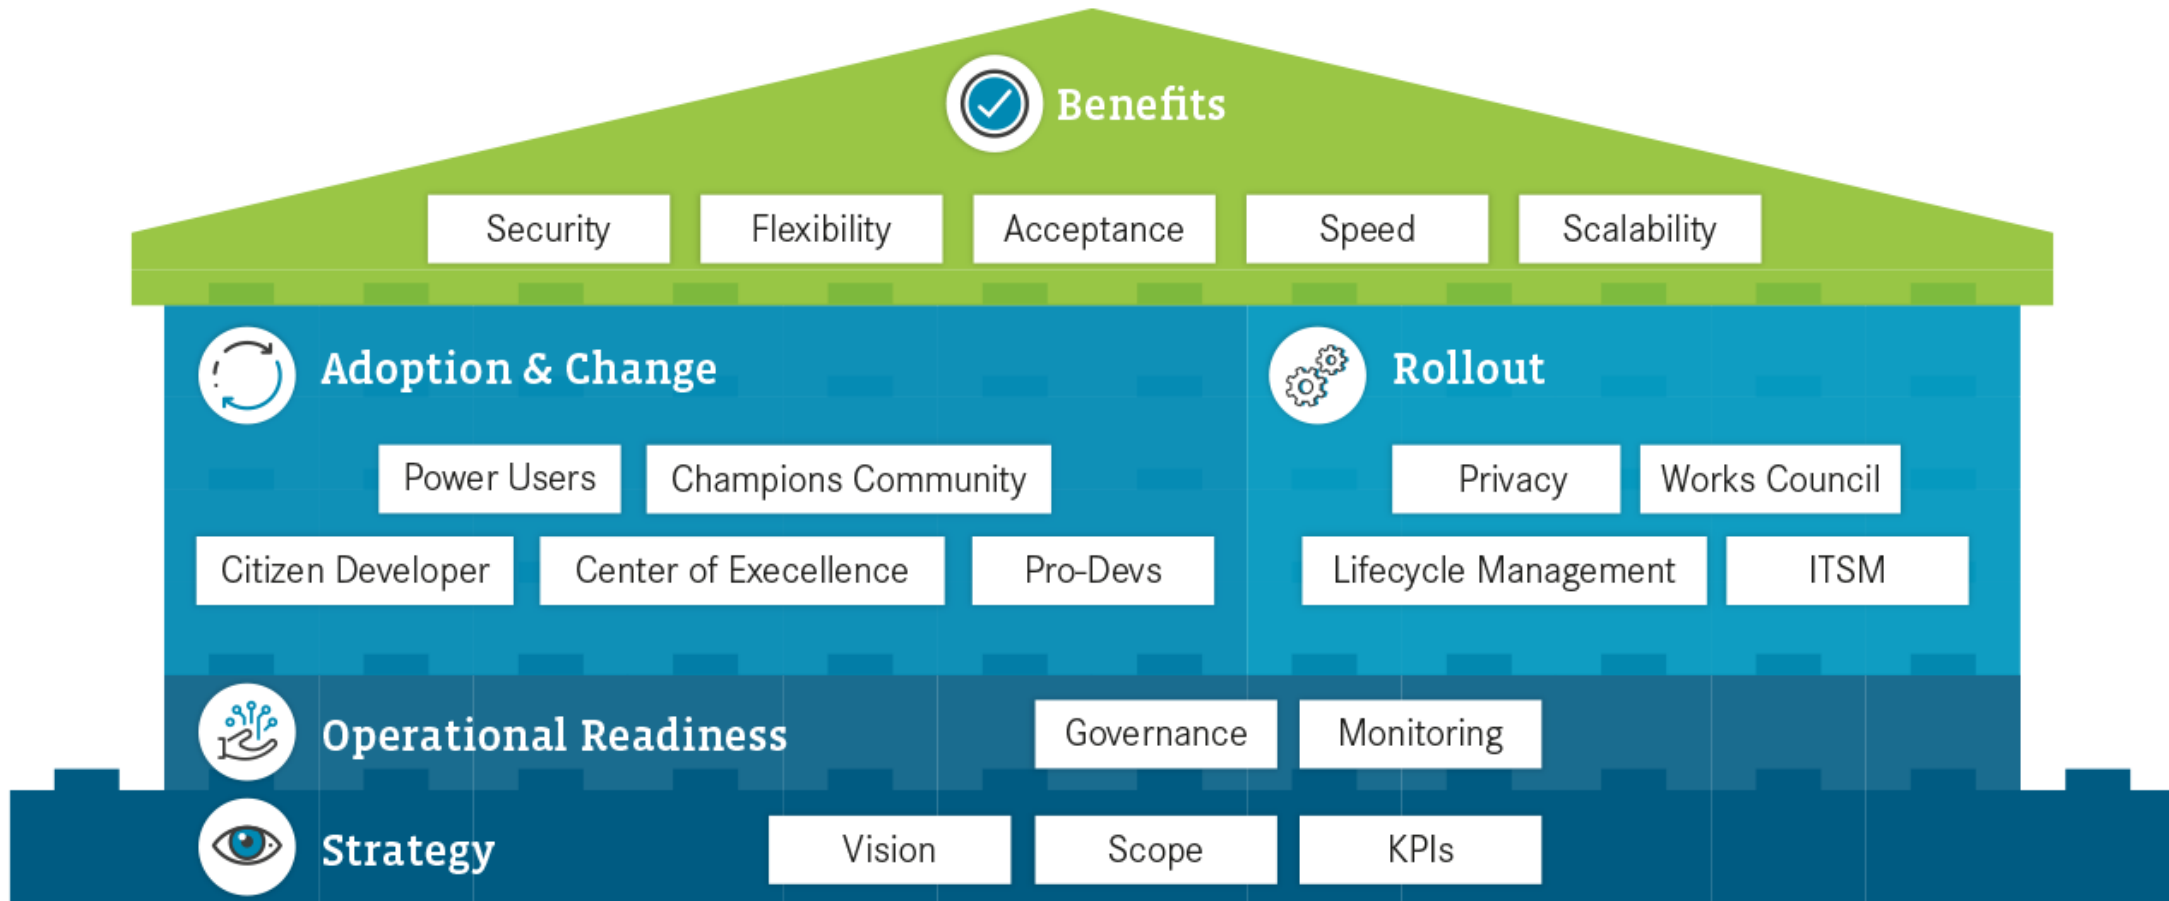 Benefits
Security Flexibility Acceptance Speed Scalability
Adoption & Change
Power Users Champions Community
Citizen Developer Center of Execellence Pro-Devs
Rollout
Privacy Works Council
Lifecycle Management ITSM
Operational Readiness Governance Monitoring
Strategy Vision Scope KPIs